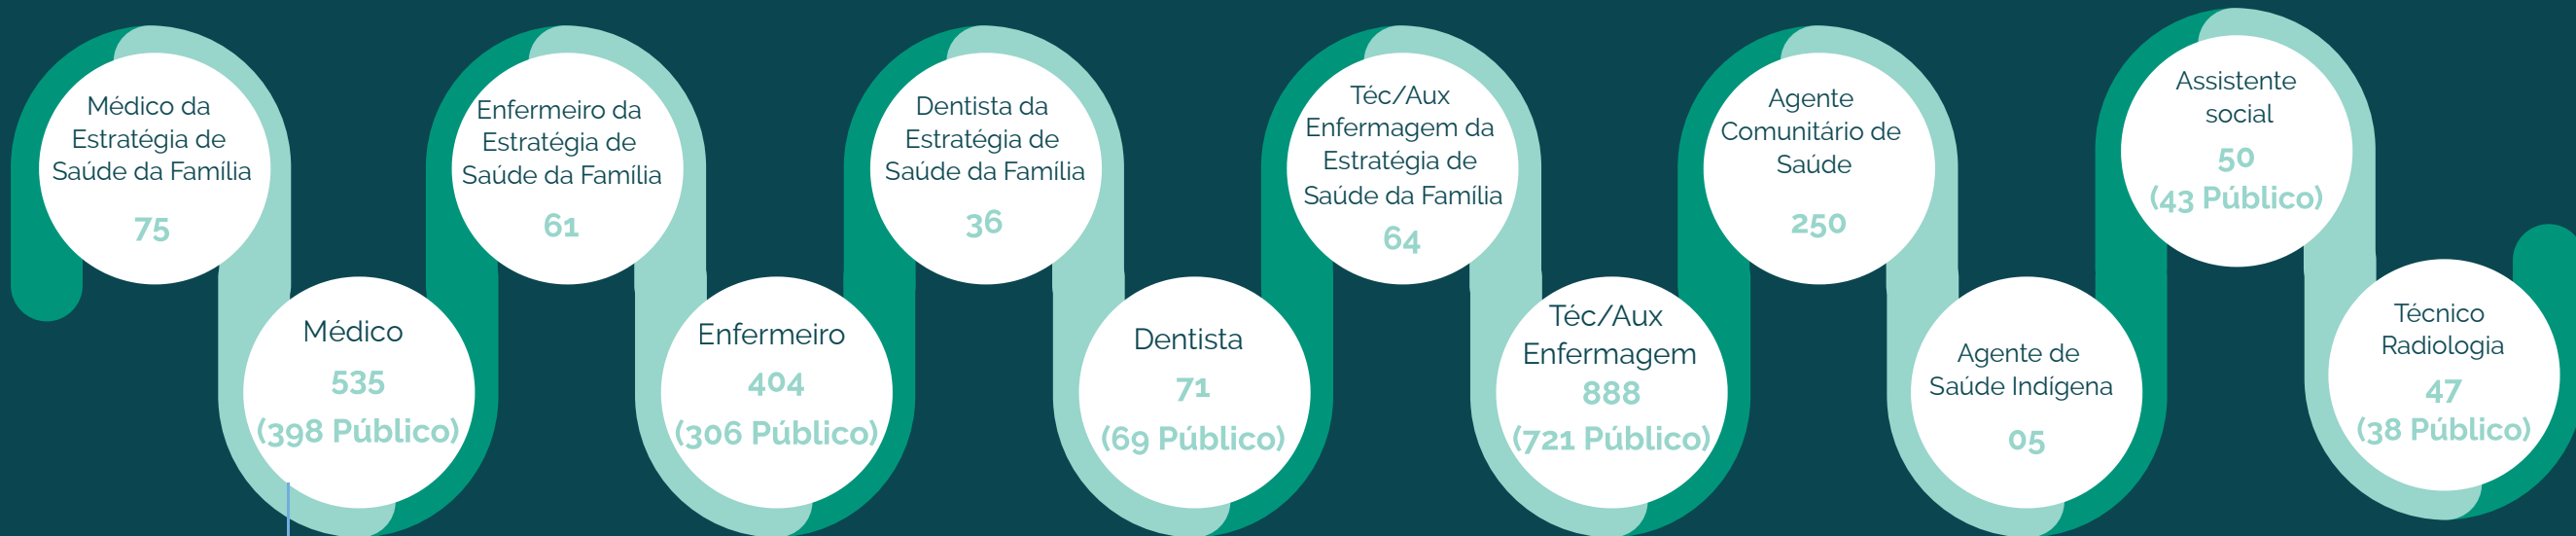 Médico da
Estratégia de
Saúde da Família
75
Médico
535
(398 Público)
Enfermeiro da
Estratégia de
Saúde da Família
61
Enfermeiro
404
(306 Público)
Dentista da
Estratégia de
Saúde da Família
36
Dentista
71
(69 Público)
Téc/Aux
Enfermagem da
Estratégia de
Saúde da Família
64
Téc/Aux
Enfermagem
888
(721 Público)
Agente
Comunitário de
Saúde
250
Agente de
Saúde Indígena
05
Assistente
social
50
(43 Público)
Técnico
Radiologia
47
(38 Público)